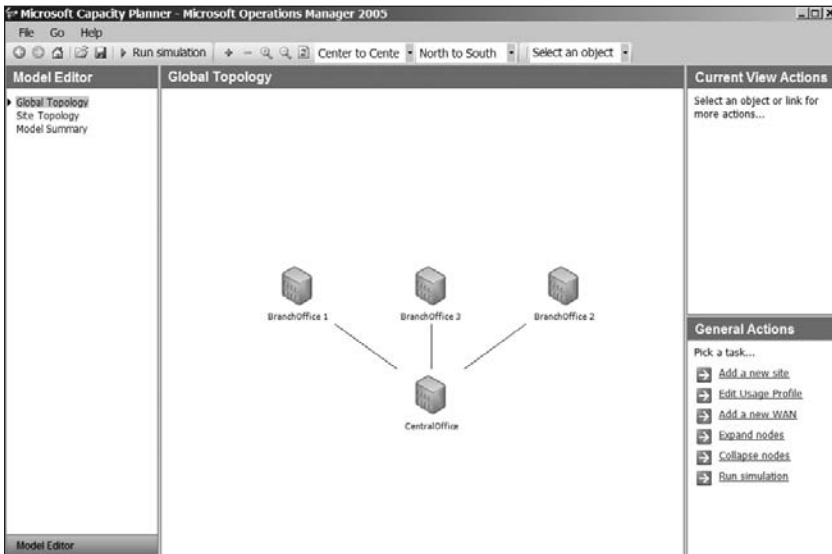 Microsoft Capacity Planner - Microsoft Operations Manager 2005
File Go Help
Run simulation Center to Cente North to South Select an object
Model Editor
Global Topology
Site Topology
Model Summary
Model Editor
Global Topology
BranchOffice 1
BranchOffice 3
BranchOffice 2
CentralOffice
Current View Actions
Select an object or link for
more actions...
General Actions
Pick a task...
Add a new site
Edit Usage Profile
Add a new WAN
Expand nodes
Collapse nodes
Run simulation